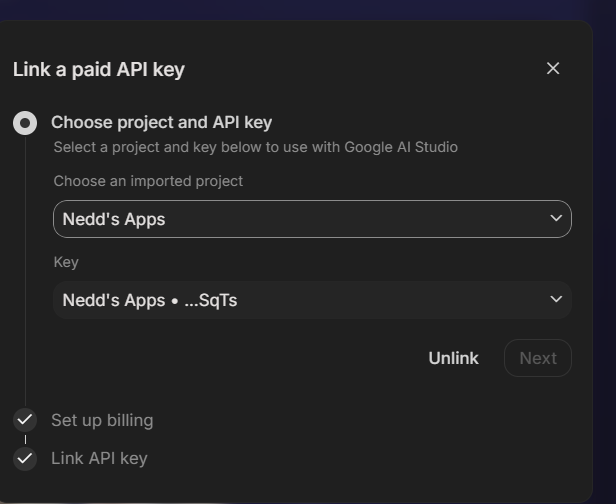 Link a paid API key
Choose project and API key
Select a project and key below to use with Google AI Studio
Choose an imported project
Nedd's Apps
Key
Nedd's Apps • ...SqTs
Unlink
Next
Set up billing
Link API key